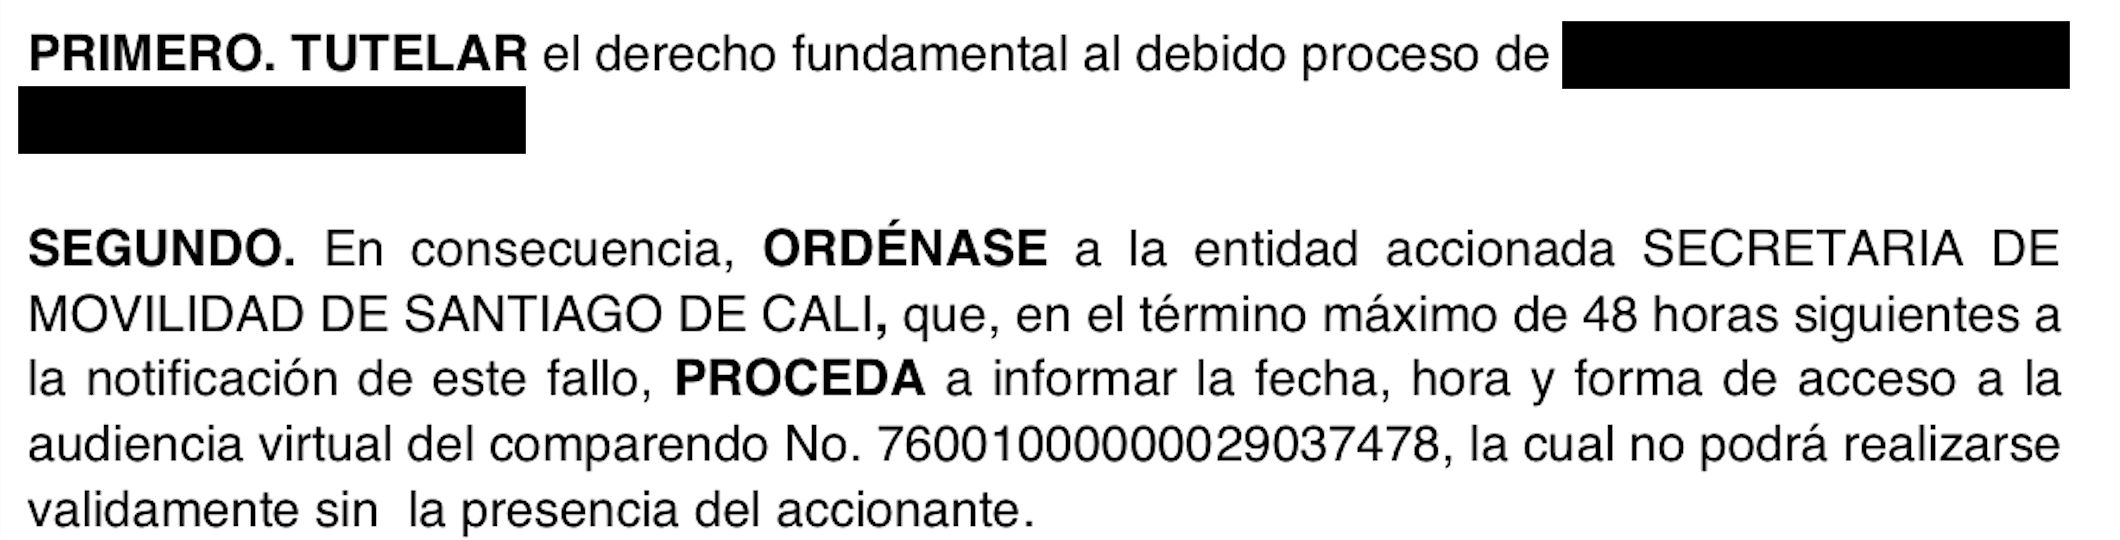 PRIMERO. TUTELAR el derecho fundamental al debido proceso de
SEGUNDO. En consecuencia, ORDÉNASE a la entidad accionada SECRETARIA DE
MOVILIDAD DE SANTIAGO DE CALI, que, en el término máximo de 48 horas siguientes a
la notificación de este fallo, PROCEDA a informar la fecha, hora y forma de acceso a la
audiencia virtual del comparendo No. 76001000000029037478, la cual no podrá realizarse
validamente sin  la presencia del accionante.